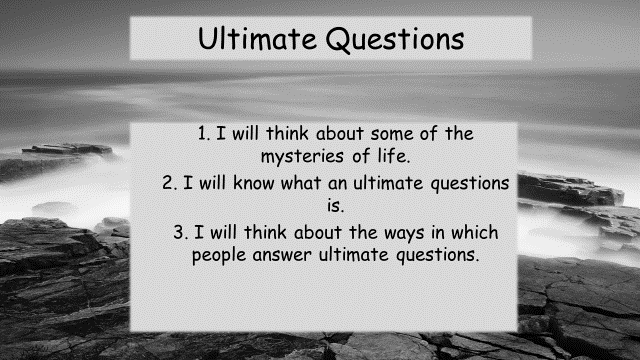 Ultimate Questions
1. I will think about some of the
mysteries of life.
2. I will know what an ultimate questions
is.
3. I will think about the ways in which
people answer ultimate questions.